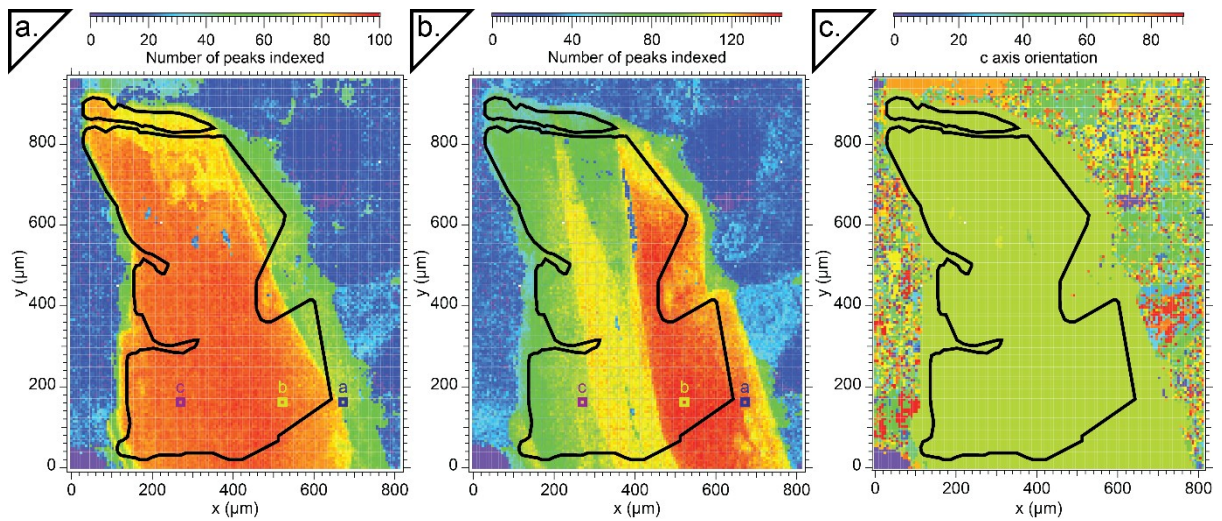 a.
0 20 40 60 80 100
Number of peaks indexed
b.
0 40 80 120
Number of peaks indexed
c.
0 20 40 60 80
c axis orientation
y (µm)
800
600
400
200
0
c b a
0 200 400 600 800
x (µm)
y (µm)
800
600
400
200
0
c b a
0 200 400 600 800
x (µm)
y (µm)
800
600
400
200
0
0 200 400 600 800
x (µm)